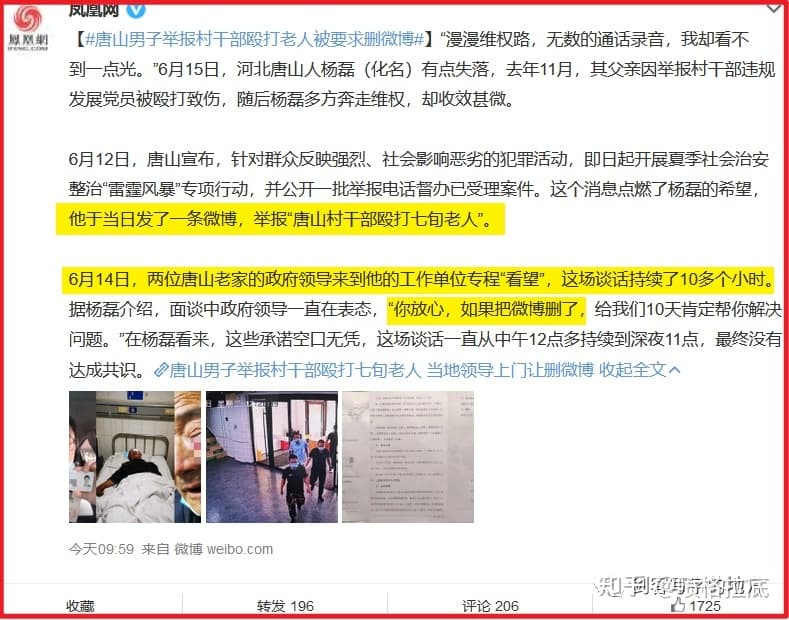 凤凰网
鳳凰網
IFENG.COM
【#唐山男子举报村干部殴打老人被要求删微博#】“漫漫维权路，无数的通话录音，我却看不
到一点光。”6月15日，河北唐山人杨磊（化名）有点失落，去年11月，其父亲因举报村干部违规
发展党员被殴打致伤，随后杨磊多方奔走维权，却收效甚微。
6月12日，唐山宣布，针对群众反映强烈、社会影响恶劣的犯罪活动，即日起开展夏季社会治安
整治“雷霆风暴”专项行动，并公开一批举报电话督办已受理案件。这个消息点燃了杨磊的希望，
他于当日发了一条微博，举报“唐山村干部殴打七旬老人”。
6月14日，两位唐山老家的政府领导来到他的工作单位专程“看望”，这场谈话持续了10多个小时。
据杨磊介绍，面谈中政府领导一直在表态，“你放心，如果把微博删了，给我们10天肯定帮你解决
问题。”在杨磊看来，这些承诺空口无凭，这场谈话一直从中午12点多持续到深夜11点，最终没有
达成共识。唐山男子举报村干部殴打七旬老人 当地领导上门让删微博 收起全文
今天09:59 来自 微博 weibo.com
收藏
转发 196
评论 206
1725
知乎